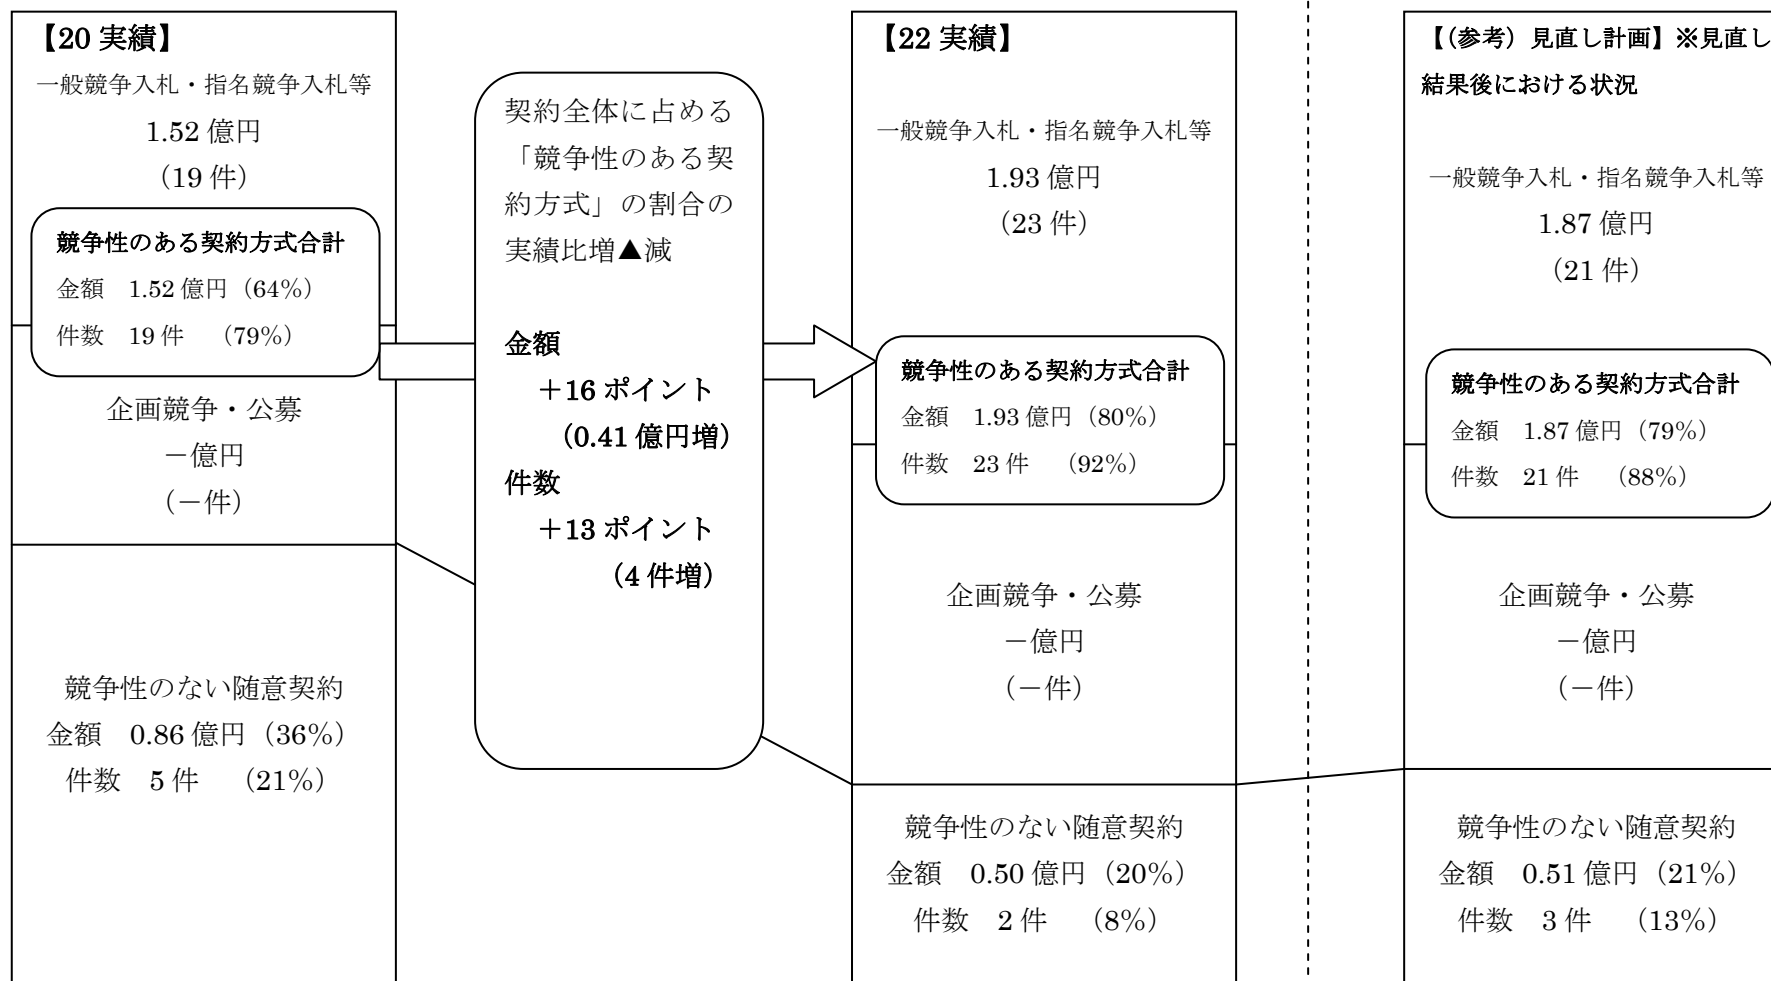 【20 実績】
一般競争入札・指名競争入札等
1.52 億円
（19 件）
競争性のある契約方式合計
金額　1.52 億円（64%）
件数　19 件　（79%）
企画競争・公募
－億円
（－件）
競争性のない随意契約
金額　0.86 億円（36%）
件数　5 件　（21%）
契約全体に占める
「競争性のある契
約方式」の割合の
実績比増▲減
金額
＋16 ポイント
（0.41 億円増）
件数
＋13 ポイント
（4 件増）
【22 実績】
一般競争入札・指名競争入札等
1.93 億円
（23 件）
競争性のある契約方式合計
金額　1.93 億円（80%）
件数　23 件　（92%）
企画競争・公募
－億円
（－件）
競争性のない随意契約
金額　0.50 億円（20%）
件数　2 件　（8%）
【(参考）見直し計画】※見直し
結果後における状況
一般競争入札・指名競争入札等
1.87 億円
（21 件）
競争性のある契約方式合計
金額　1.87 億円（79%）
件数　21 件　（88%）
企画競争・公募
－億円
（－件）
競争性のない随意契約
金額　0.51 億円（21%）
件数　3 件　（13%）